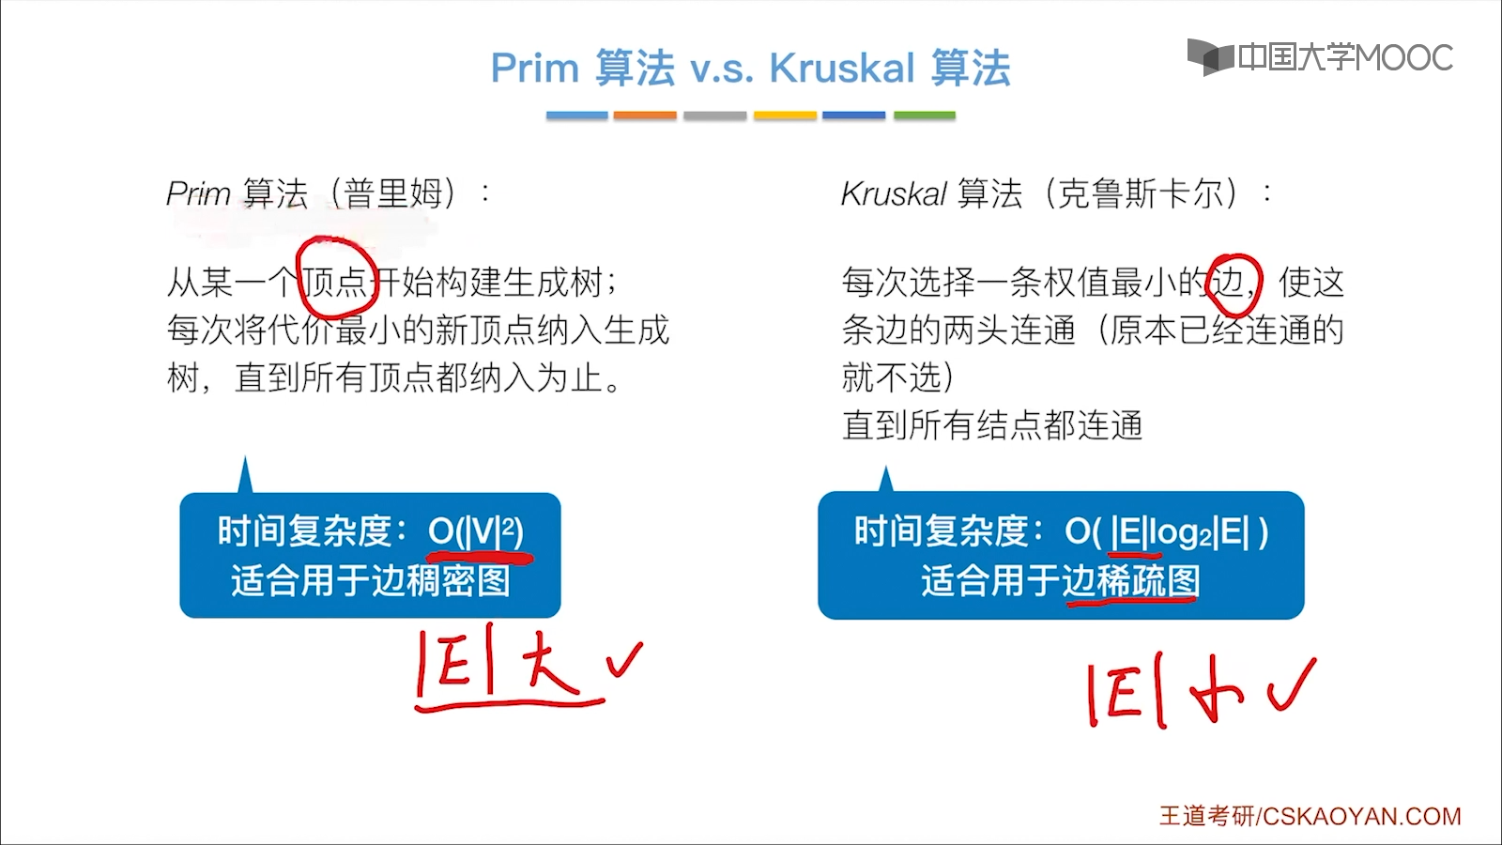 Prim 算法 v.s. Kruskal 算法
中国大学MOOC
Prim 算法（普里姆）：
从某一个顶点开始构建生成树；
每次将代价最小的新顶点纳入生成
树，直到所有顶点都纳入为止。
时间复杂度：O(|V|²)
适合用于边稠密图
|E| 大 ✓
Kruskal 算法（克鲁斯卡尔）：
每次选择一条权值最小的边，使这
条边的两头连通（原本已经连通的
就不选）
直到所有结点都连通
时间复杂度：O( |E|log₂|E| )
适合用于边稀疏图
|E| 小 ✓
王道考研/CSKAOYAN.COM